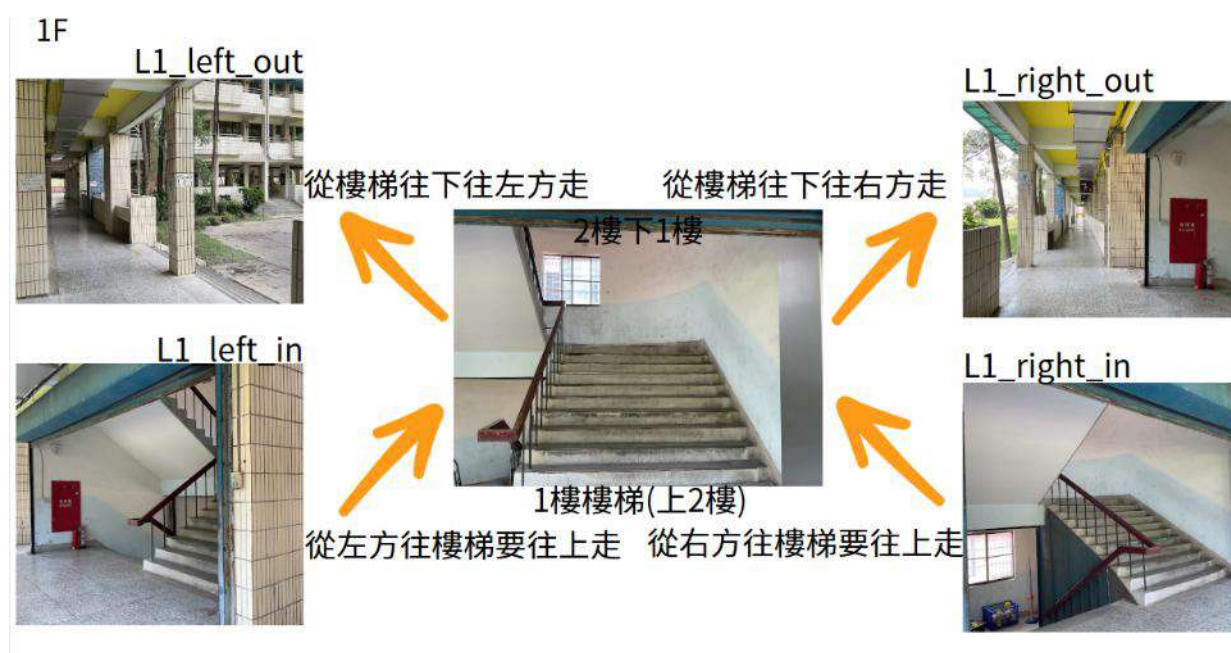 1F
L1_left_out
L1_right_out
從樓梯往下往左方走
從樓梯往下往右方走
2樓下1樓
L1_left_in
L1_right_in
1樓樓梯(上2樓)
從左方往樓梯要往上走
從右方往樓梯要往上走